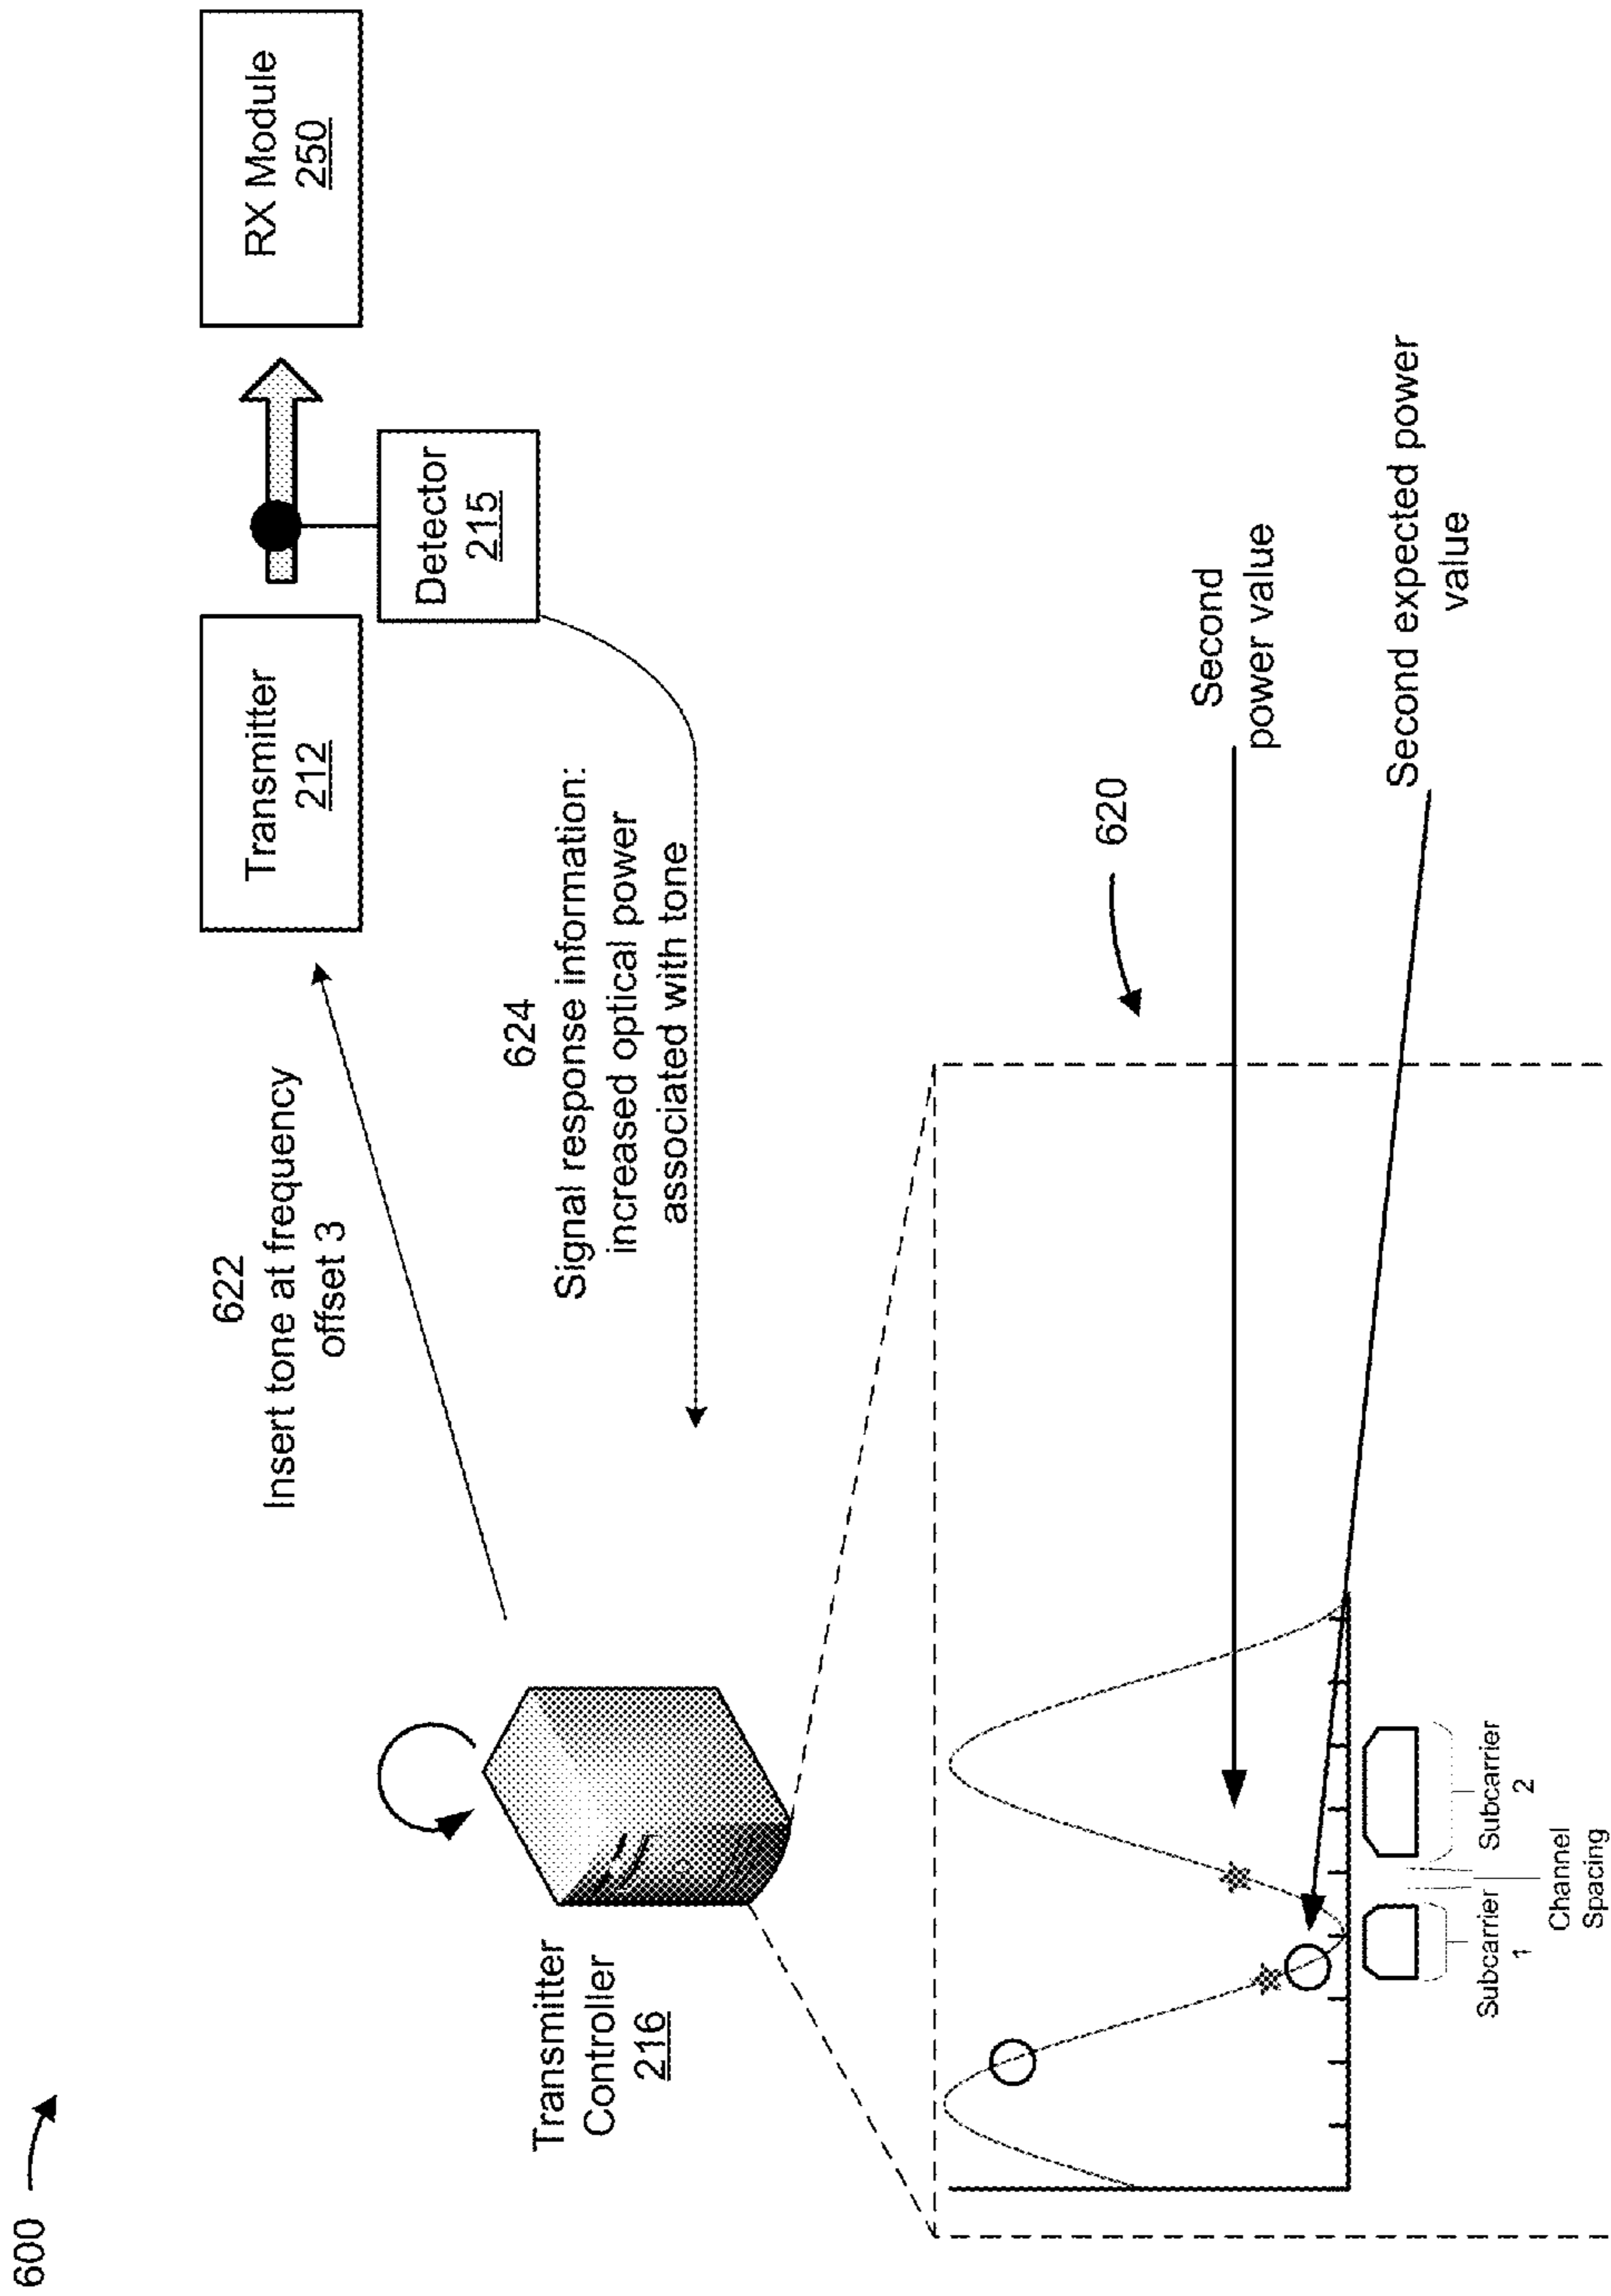 600
Transmitter
Controller
216
622
Insert tone at frequency
offset 3
Transmitter
212
RX Module
250
Detector
215
624
Signal response information:
increased optical power
associated with tone
620
Second
power value
Second expected power
value
Subcarrier
1
Channel
Spacing
Subcarrier
2